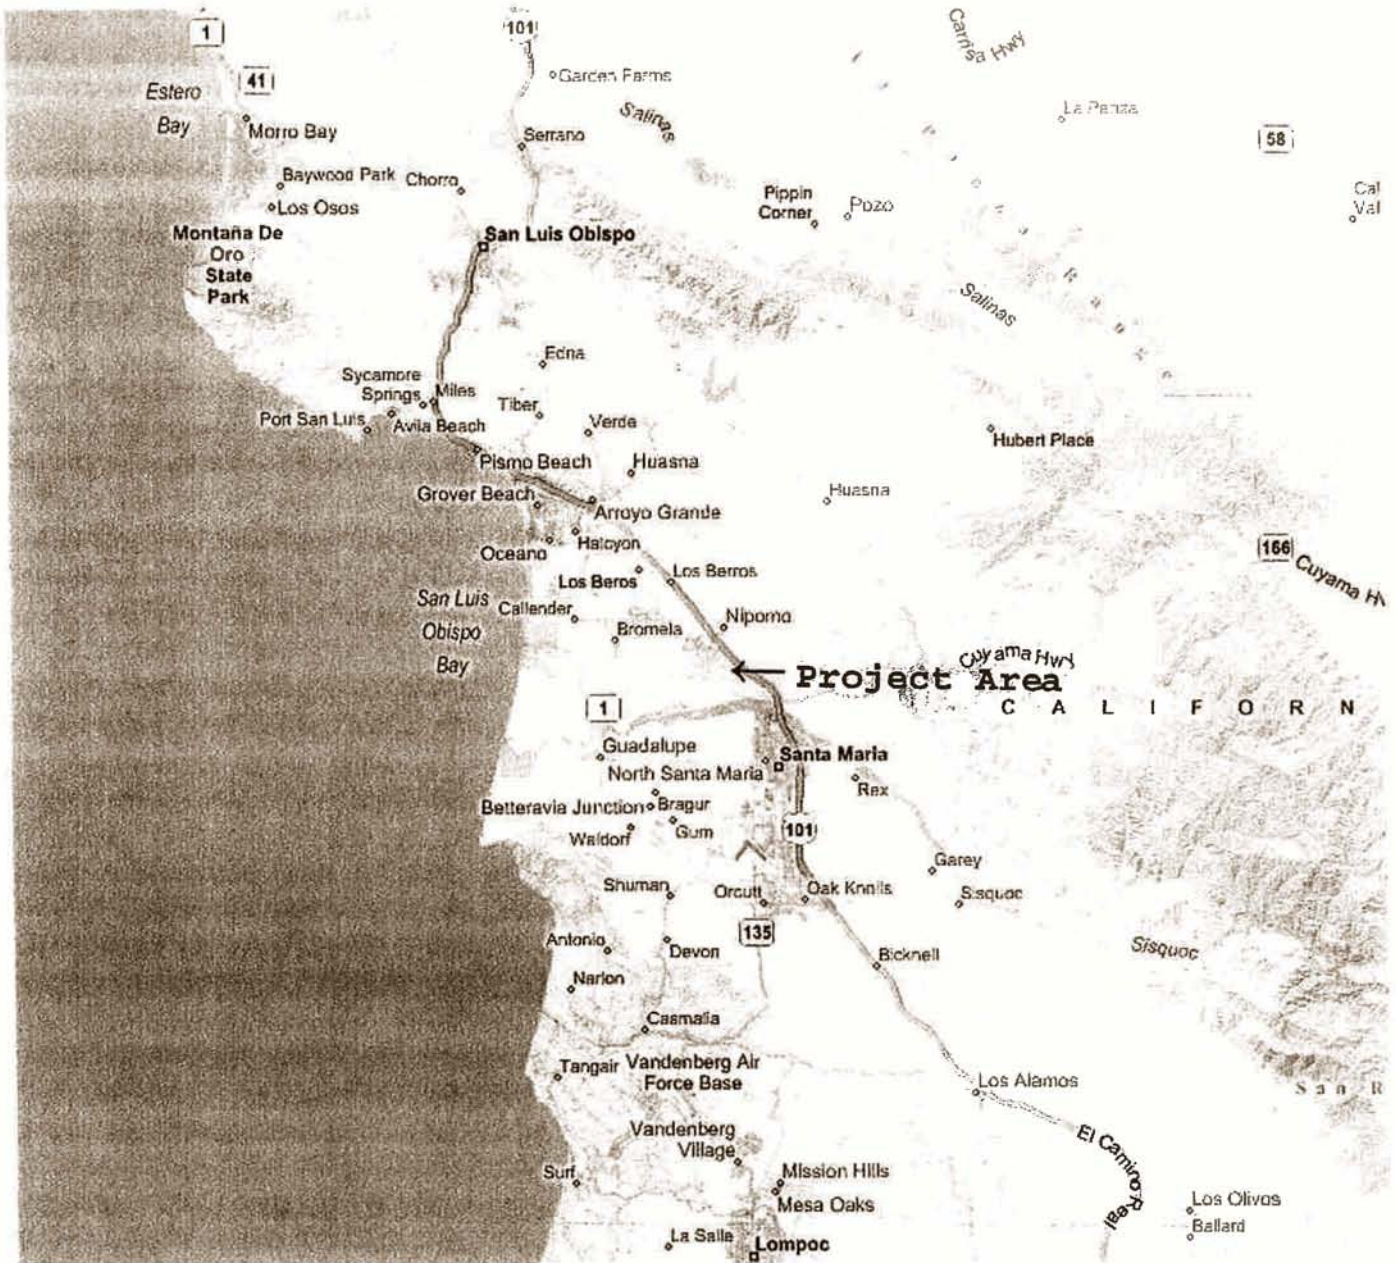 1
101
Carrisa Hwy
41
Garden Farms
Estero
Bay
Salinas
La Panza
Morro Bay
Serrano
58
Baywood Park
Chorro
Pippin
Corner
Pozo
Cal
Val
Los Osos
Montaña De
Oro
State
Park
San Luis Obispo
Salinas
Edna
Sycamore
Springs
Miles
Tiber
Port San Luis
Avila Beach
Verde
Hubert Place
Pismo Beach
Huasna
Grover Beach
Huasna
Arroyo Grande
Oceano
Halcyon
166
Cuyama H
Los Beros
Los Berros
San Luis
Obispo
Bay
Callender
Nipomo
Bromela
Cuyama Hwy
Project Area
CALIFORN
1
Guadalupe
Santa Maria
North Santa Maria
Rex
Betteravia Junction
Bragur
Waldorf
Gum
101
Garey
Shuman
Orcutt
Oak Knolls
Sisquoc
135
Antonio
Devon
Bicknell
Sisquoc
Narlon
Casmalia
Tangair
Vandenberg Air
Force Base
Los Alamos
San R
Vandenberg
Village
El Camino Real
Surf
Mission Hills
Mesa Oaks
Los Olivos
Ballard
La Salle
Lompoc